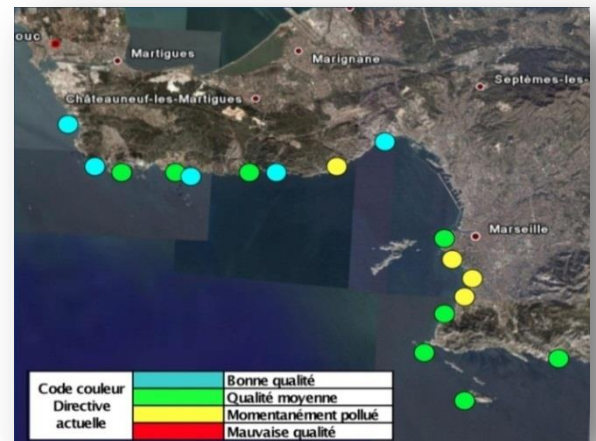 ouc
Martigues
Marignane
Septèmes-les-
Châteauneuf-les-Martigues
Marseille
Code couleur
Directive
actuelle
Bonne qualité
Qualité moyenne
Momentanément pollué
Mauvaise qualité